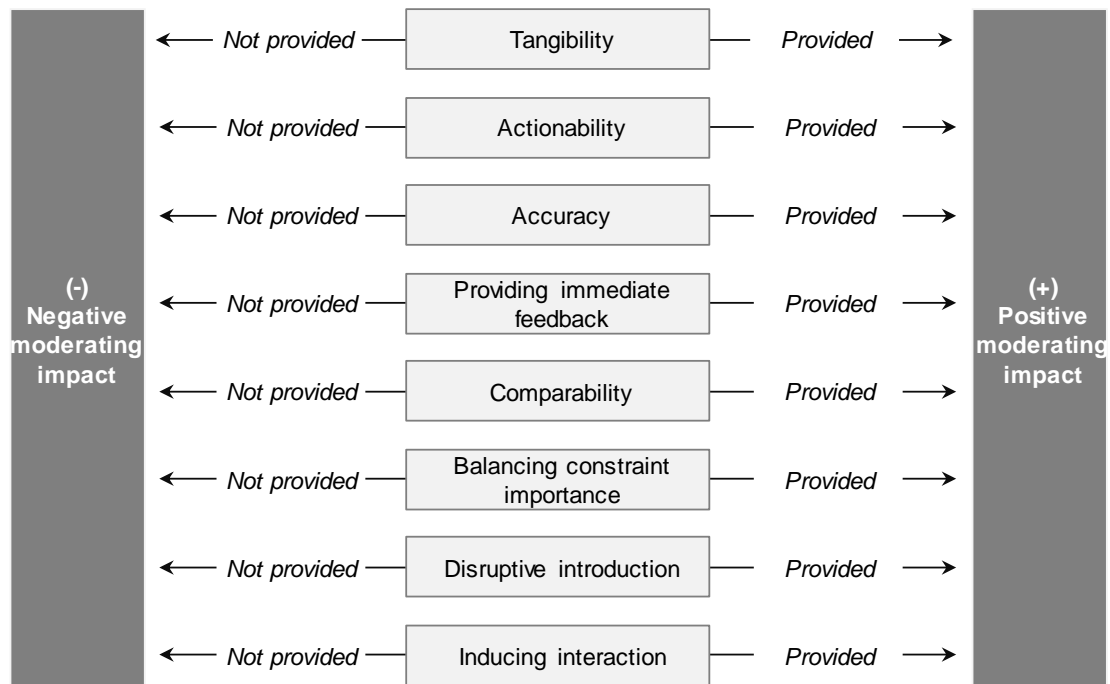 Not provided Tangibility Provided
Not provided Actionability Provided
Not provided Accuracy Provided
(-)
Negative
moderating
impact
Not provided Providing immediate
feedback Provided
(+)
Positive
moderating
impact
Not provided Comparability Provided
Not provided Balancing constraint
importance Provided
Not provided Disruptive introduction Provided
Not provided Inducing interaction Provided